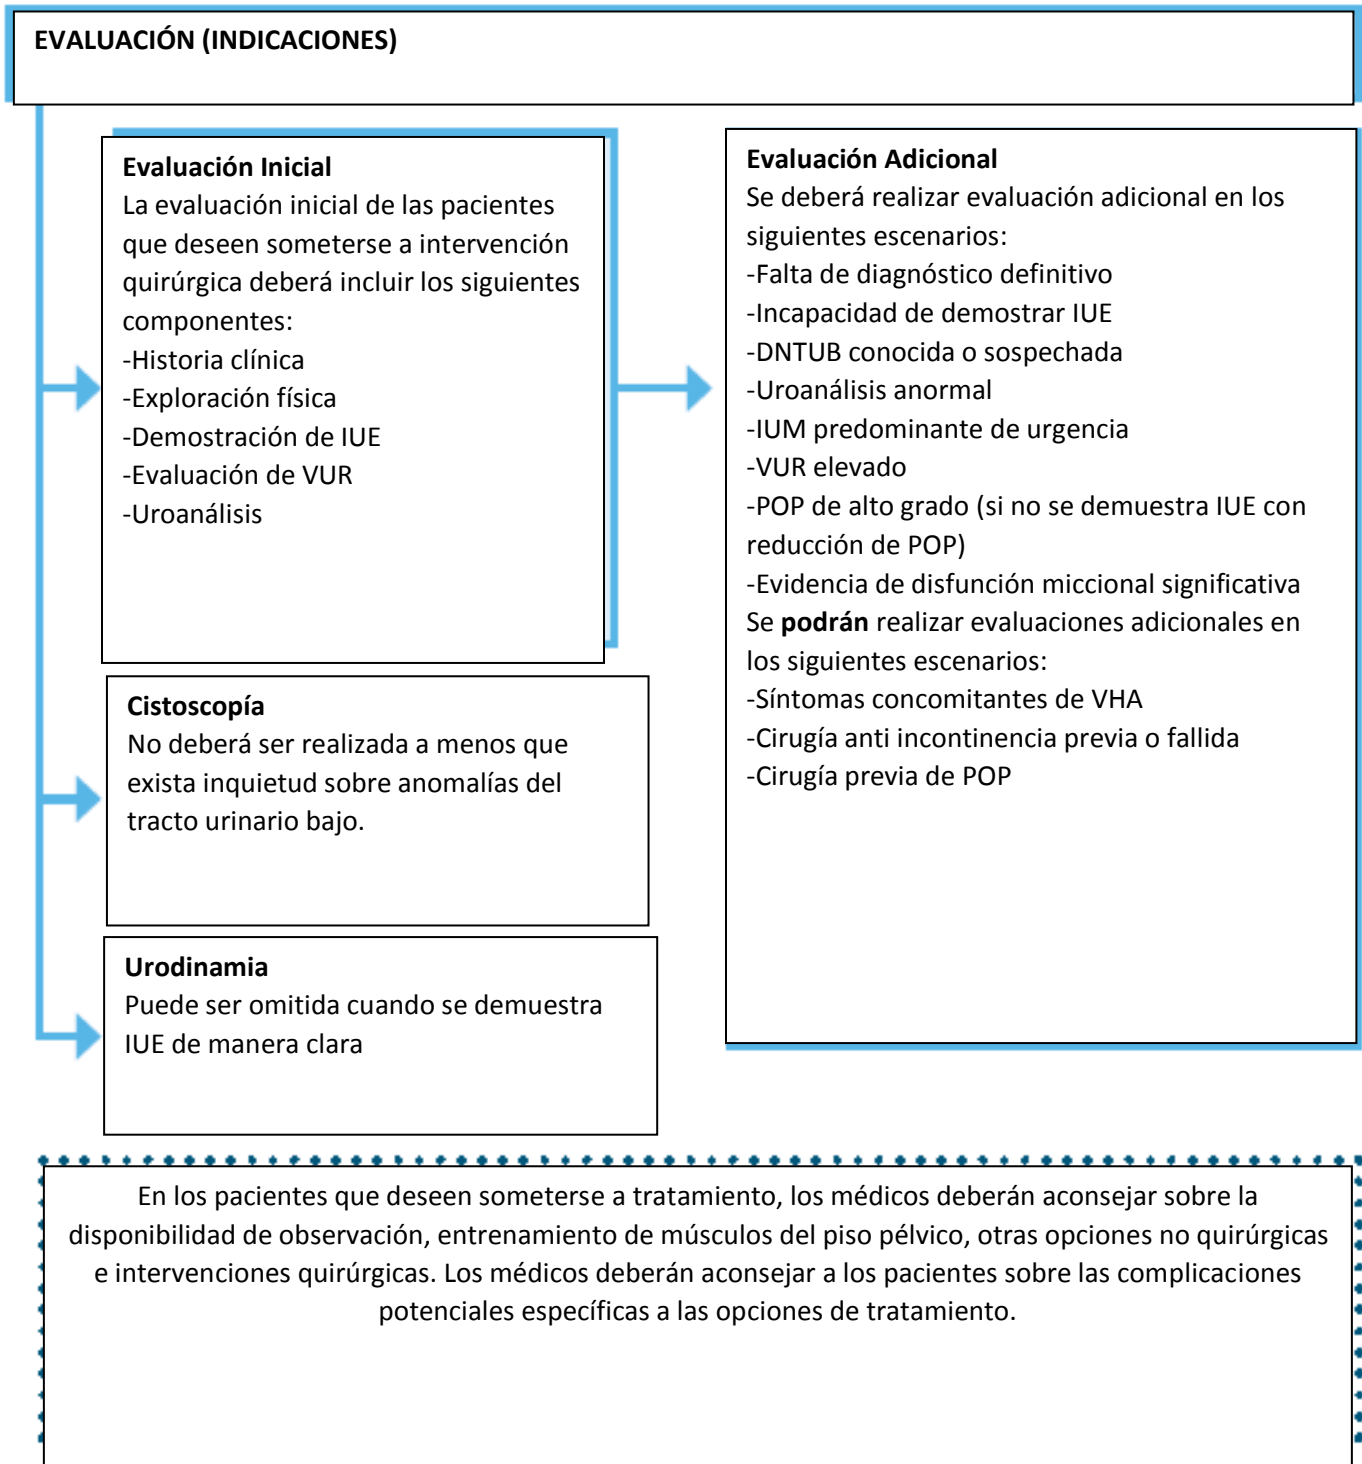 EVALUACIÓN (INDICACIONES)
Evaluación Inicial
La evaluación inicial de las pacientes
que deseen someterse a intervención
quirúrgica deberá incluir los siguientes
componentes:
-Historia clínica
-Exploración física
-Demostración de IUE
-Evaluación de VUR
-Uroanálisis
Evaluación Adicional
Se deberá realizar evaluación adicional en los
siguientes escenarios:
-Falta de diagnóstico definitivo
-Incapacidad de demostrar IUE
-DNTUB conocida o sospechada
-Uroanálisis anormal
-IUM predominante de urgencia
-VUR elevado
-POP de alto grado (si no se demuestra IUE con
reducción de POP)
-Evidencia de disfunción miccional significativa
Se podrán realizar evaluaciones adicionales en
los siguientes escenarios:
-Síntomas concomitantes de VHA
-Cirugía anti incontinencia previa o fallida
-Cirugía previa de POP
Cistoscopía
No deberá ser realizada a menos que
exista inquietud sobre anomalías del
tracto urinario bajo.
Urodinamia
Puede ser omitida cuando se demuestra
IUE de manera clara
En los pacientes que deseen someterse a tratamiento, los médicos deberán aconsejar sobre la
disponibilidad de observación, entrenamiento de músculos del piso pélvico, otras opciones no quirúrgicas
e intervenciones quirúrgicas. Los médicos deberán aconsejar a los pacientes sobre las complicaciones
potenciales específicas a las opciones de tratamiento.